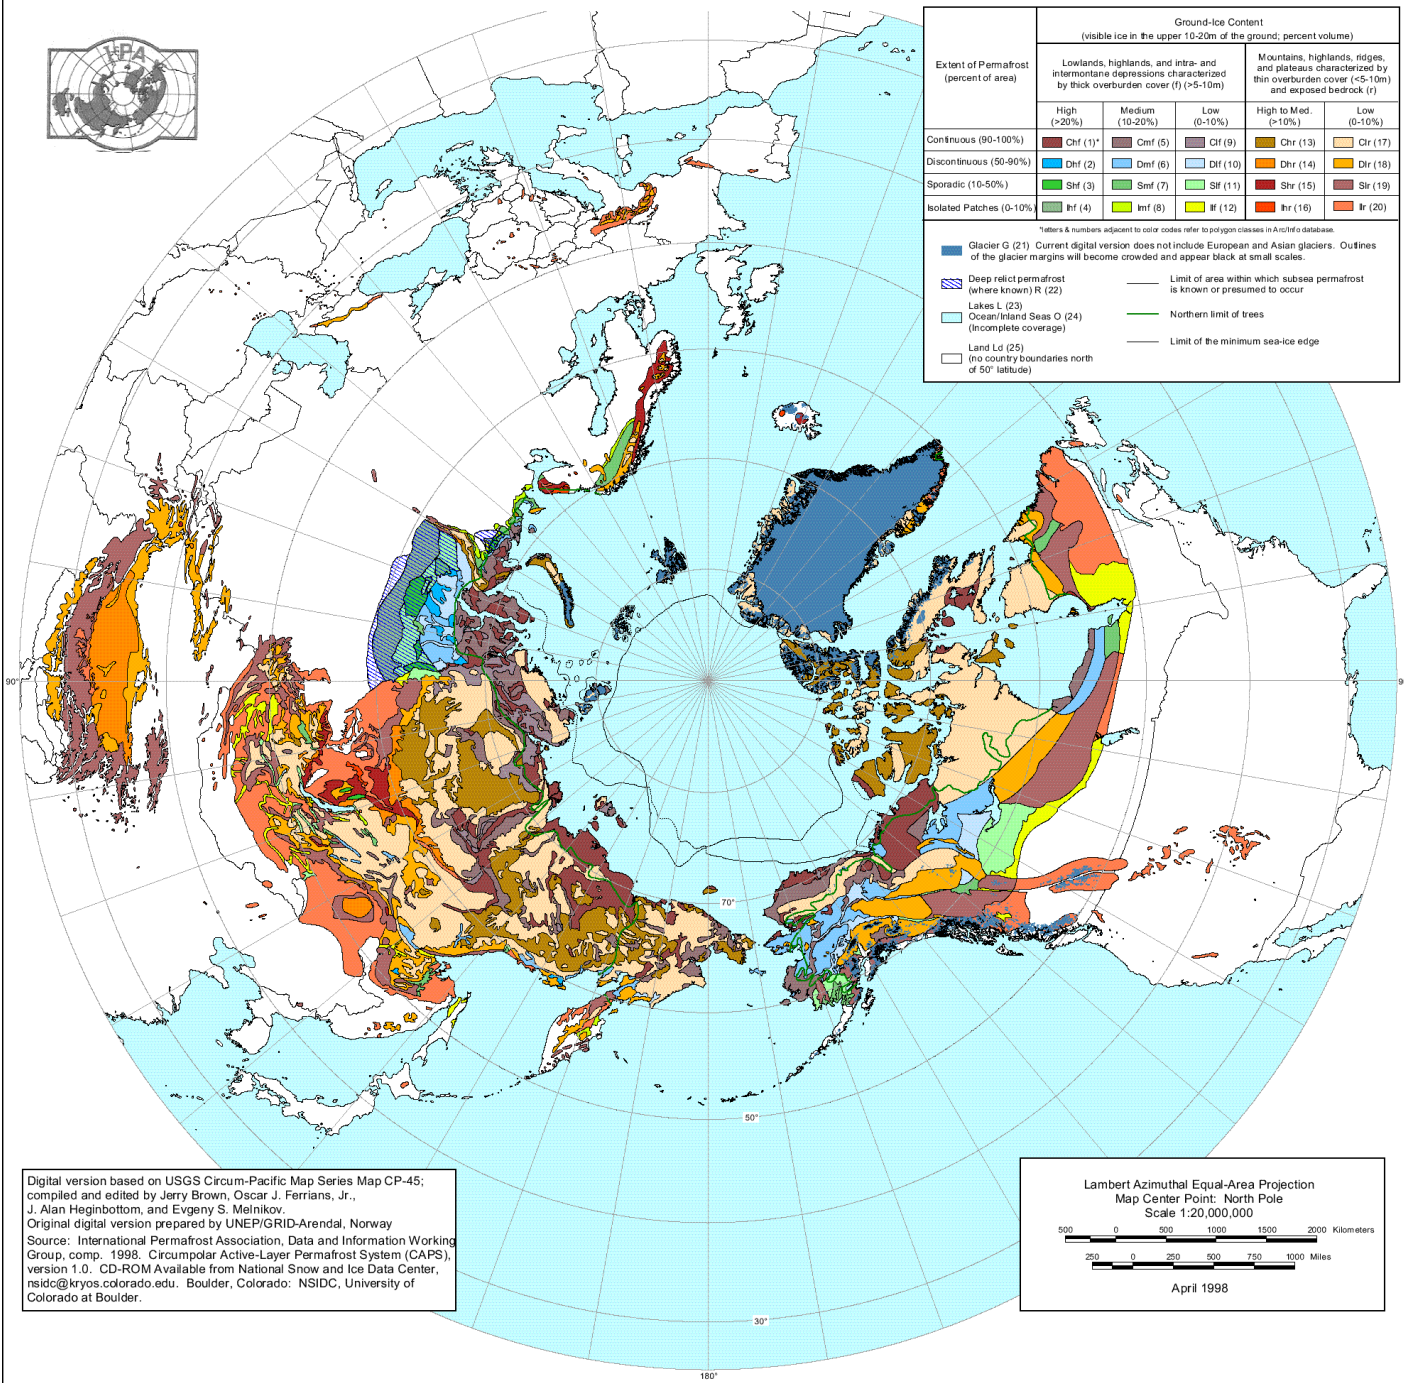 IPA
Extent of Permafrost
(percent of area)
Ground-Ice Content
(visible ice in the upper 10-20m of the ground; percent volume)
Lowlands, highlands, and intra- and
intermontane depressions characterized
by thick overburden cover (f) (>5-10m)
Mountains, highlands, ridges,
and plateaus characterized by
thin overburden cover (<5-10m)
and exposed bedrock (r)
High
(>20%)
Medium
(10-20%)
Low
(0-10%)
High to Med.
(>10%)
Low
(0-10%)
Continuous (90-100%) Chf (1)* Cmf (5) Clf (9) Chr (13) Clr (17)
Discontinuous (50-90%) Dhf (2) Dmf (6) Dlf (10) Dhr (14) Dlr (18)
Sporadic (10-50%) Shf (3) Smf (7) Slf (11) Shr (15) Slr (19)
Isolated Patches (0-10%) Ihf (4) Imf (8) Ilf (12) Ihr (16) Ilr (20)
*letters & numbers adjacent to color codes refer to polygon classes in Arc/Info database.
Glacier G (21) Current digital version does not include European and Asian glaciers. Outlines
of the glacier margins will become crowded and appear black at small scales.
Deep relict permafrost
(where known) R (22)
Lakes L (23)
Ocean/Inland Seas O (24)
(Incomplete coverage)
Land Ld (25)
(no country boundaries north
of 50° latitude)
Limit of area within which subsea permafrost
is known or presumed to occur
Northern limit of trees
Limit of the minimum sea-ice edge
90°
9
70°
50°
30°
180°
Digital version based on USGS Circum-Pacific Map Series Map CP-45;
compiled and edited by Jerry Brown, Oscar J. Ferrians, Jr.,
J. Alan Heginbottom, and Evgeny S. Melnikov.
Original digital version prepared by UNEP/GRID-Arendal, Norway
Source: International Permafrost Association, Data and Information Working
Group, comp. 1998. Circumpolar Active-Layer Permafrost System (CAPS),
version 1.0. CD-ROM Available from National Snow and Ice Data Center,
nsidc@kryos.colorado.edu. Boulder, Colorado: NSIDC, University of
Colorado at Boulder.
Lambert Azimuthal Equal-Area Projection
Map Center Point: North Pole
Scale 1:20,000,000
500 0 500 1000 1500 2000 Kilometers
250 0 250 500 750 1000 Miles
April 1998